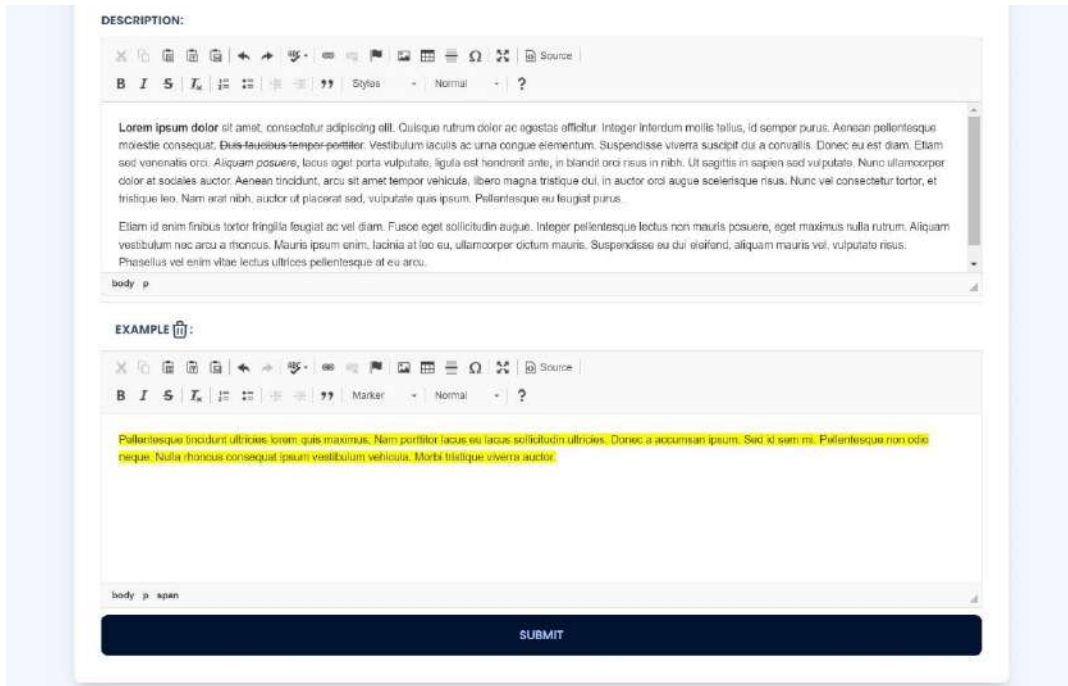 DESCRIPTION:
Source
B I S Tx Styles Normal ?
Lorem ipsum dolor sit amet, consectetur adipiscing elit. Quisque rutrum dolor ac egestas efficitur. Integer interdum mollis tellus, id semper purus. Aenean pellentesque
molestie consequat. Duis faucibus tempor porttitor. Vestibulum iaculis ac urna congue elementum. Suspendisse viverra suscipit dui a convallis. Donec eu est diam. Etiam
sed venenatis orci. Aliquam posuere, lacus eget porta vulputate, ligula est hendrerit ante, in blandit orci risus in nibh. Ut sagittis in sapien sed vulputate. Nunc ullamcorper
dolor at sodales auctor. Aenean tincidunt, arcu sit amet tempor vehicula, libero magna tristique dui, in auctor orci augue scelerisque risus. Nunc vel consectetur tortor, et
tristique leo. Nam erat nibh, auctor ut placerat sed, vulputate quis ipsum. Pellentesque eu feugiat purus.
Etiam id enim finibus tortor fringilla feugiat ac vel diam. Fusce eget sollicitudin augue. Integer pellentesque lectus non mauris posuere, eget maximus nulla rutrum. Aliquam
vestibulum nec arcu a rhoncus. Mauris ipsum enim, lacinia at leo eu, ullamcorper dictum mauris. Suspendisse eu dui eleifend, aliquam mauris vel, vulputate risus.
Phasellus vel enim vitae lectus ultrices pellentesque at eu arcu.
body p
EXAMPLE :
Source
B I S Tx Marker Normal ?
Pellentesque tincidunt ultricies lorem quis maximus. Nam porttitor lacus eu lacus sollicitudin ultricies. Donec a accumsan ipsum. Sed id sem mi. Pellentesque non odio
neque. Nulla rhoncus consequat ipsum vestibulum vehicula. Morbi tristique viverra auctor.
body p span
SUBMIT